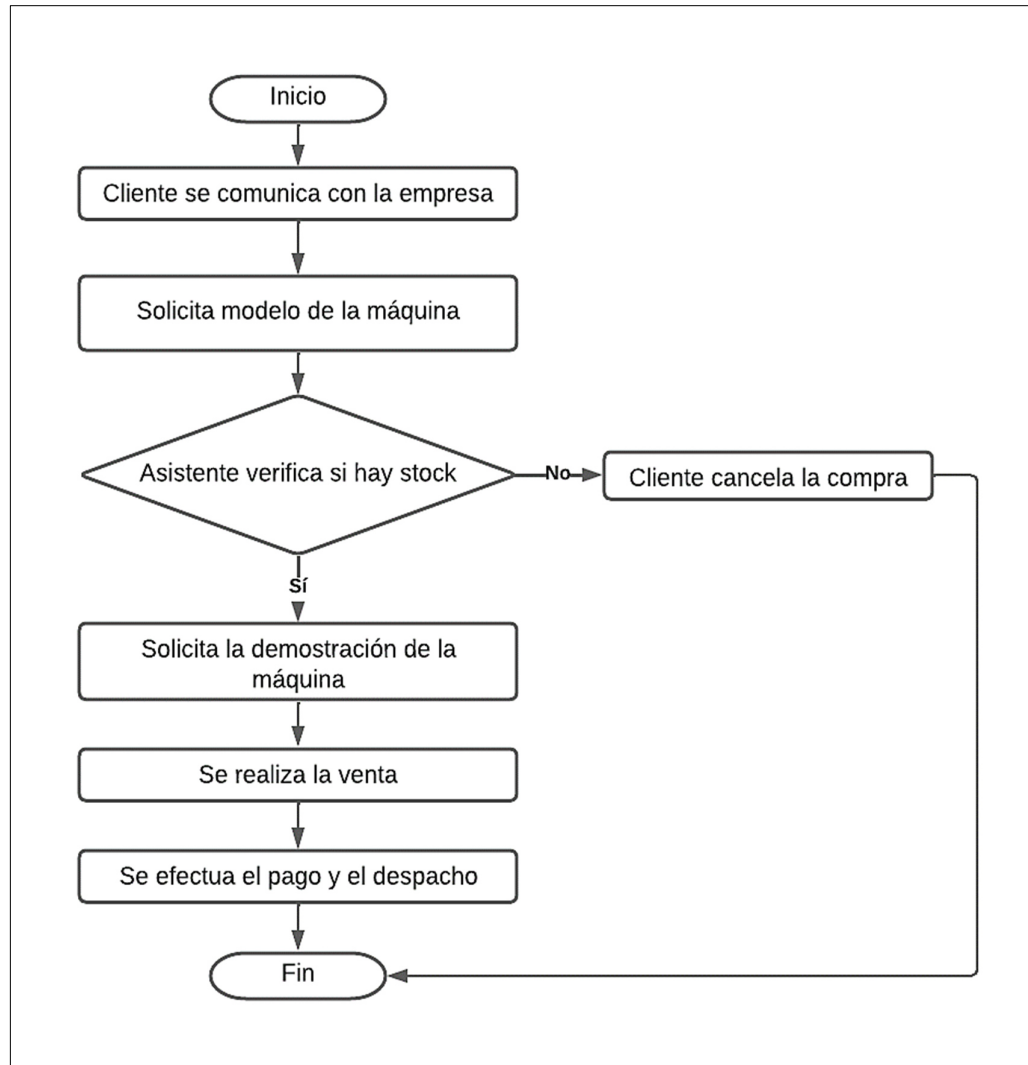 Inicio
Cliente se comunica con la empresa
Solicita modelo de la máquina
Asistente verifica si hay stock
No
Cliente cancela la compra
Sí
Solicita la demostración de la
máquina
Se realiza la venta
Se efectua el pago y el despacho
Fin